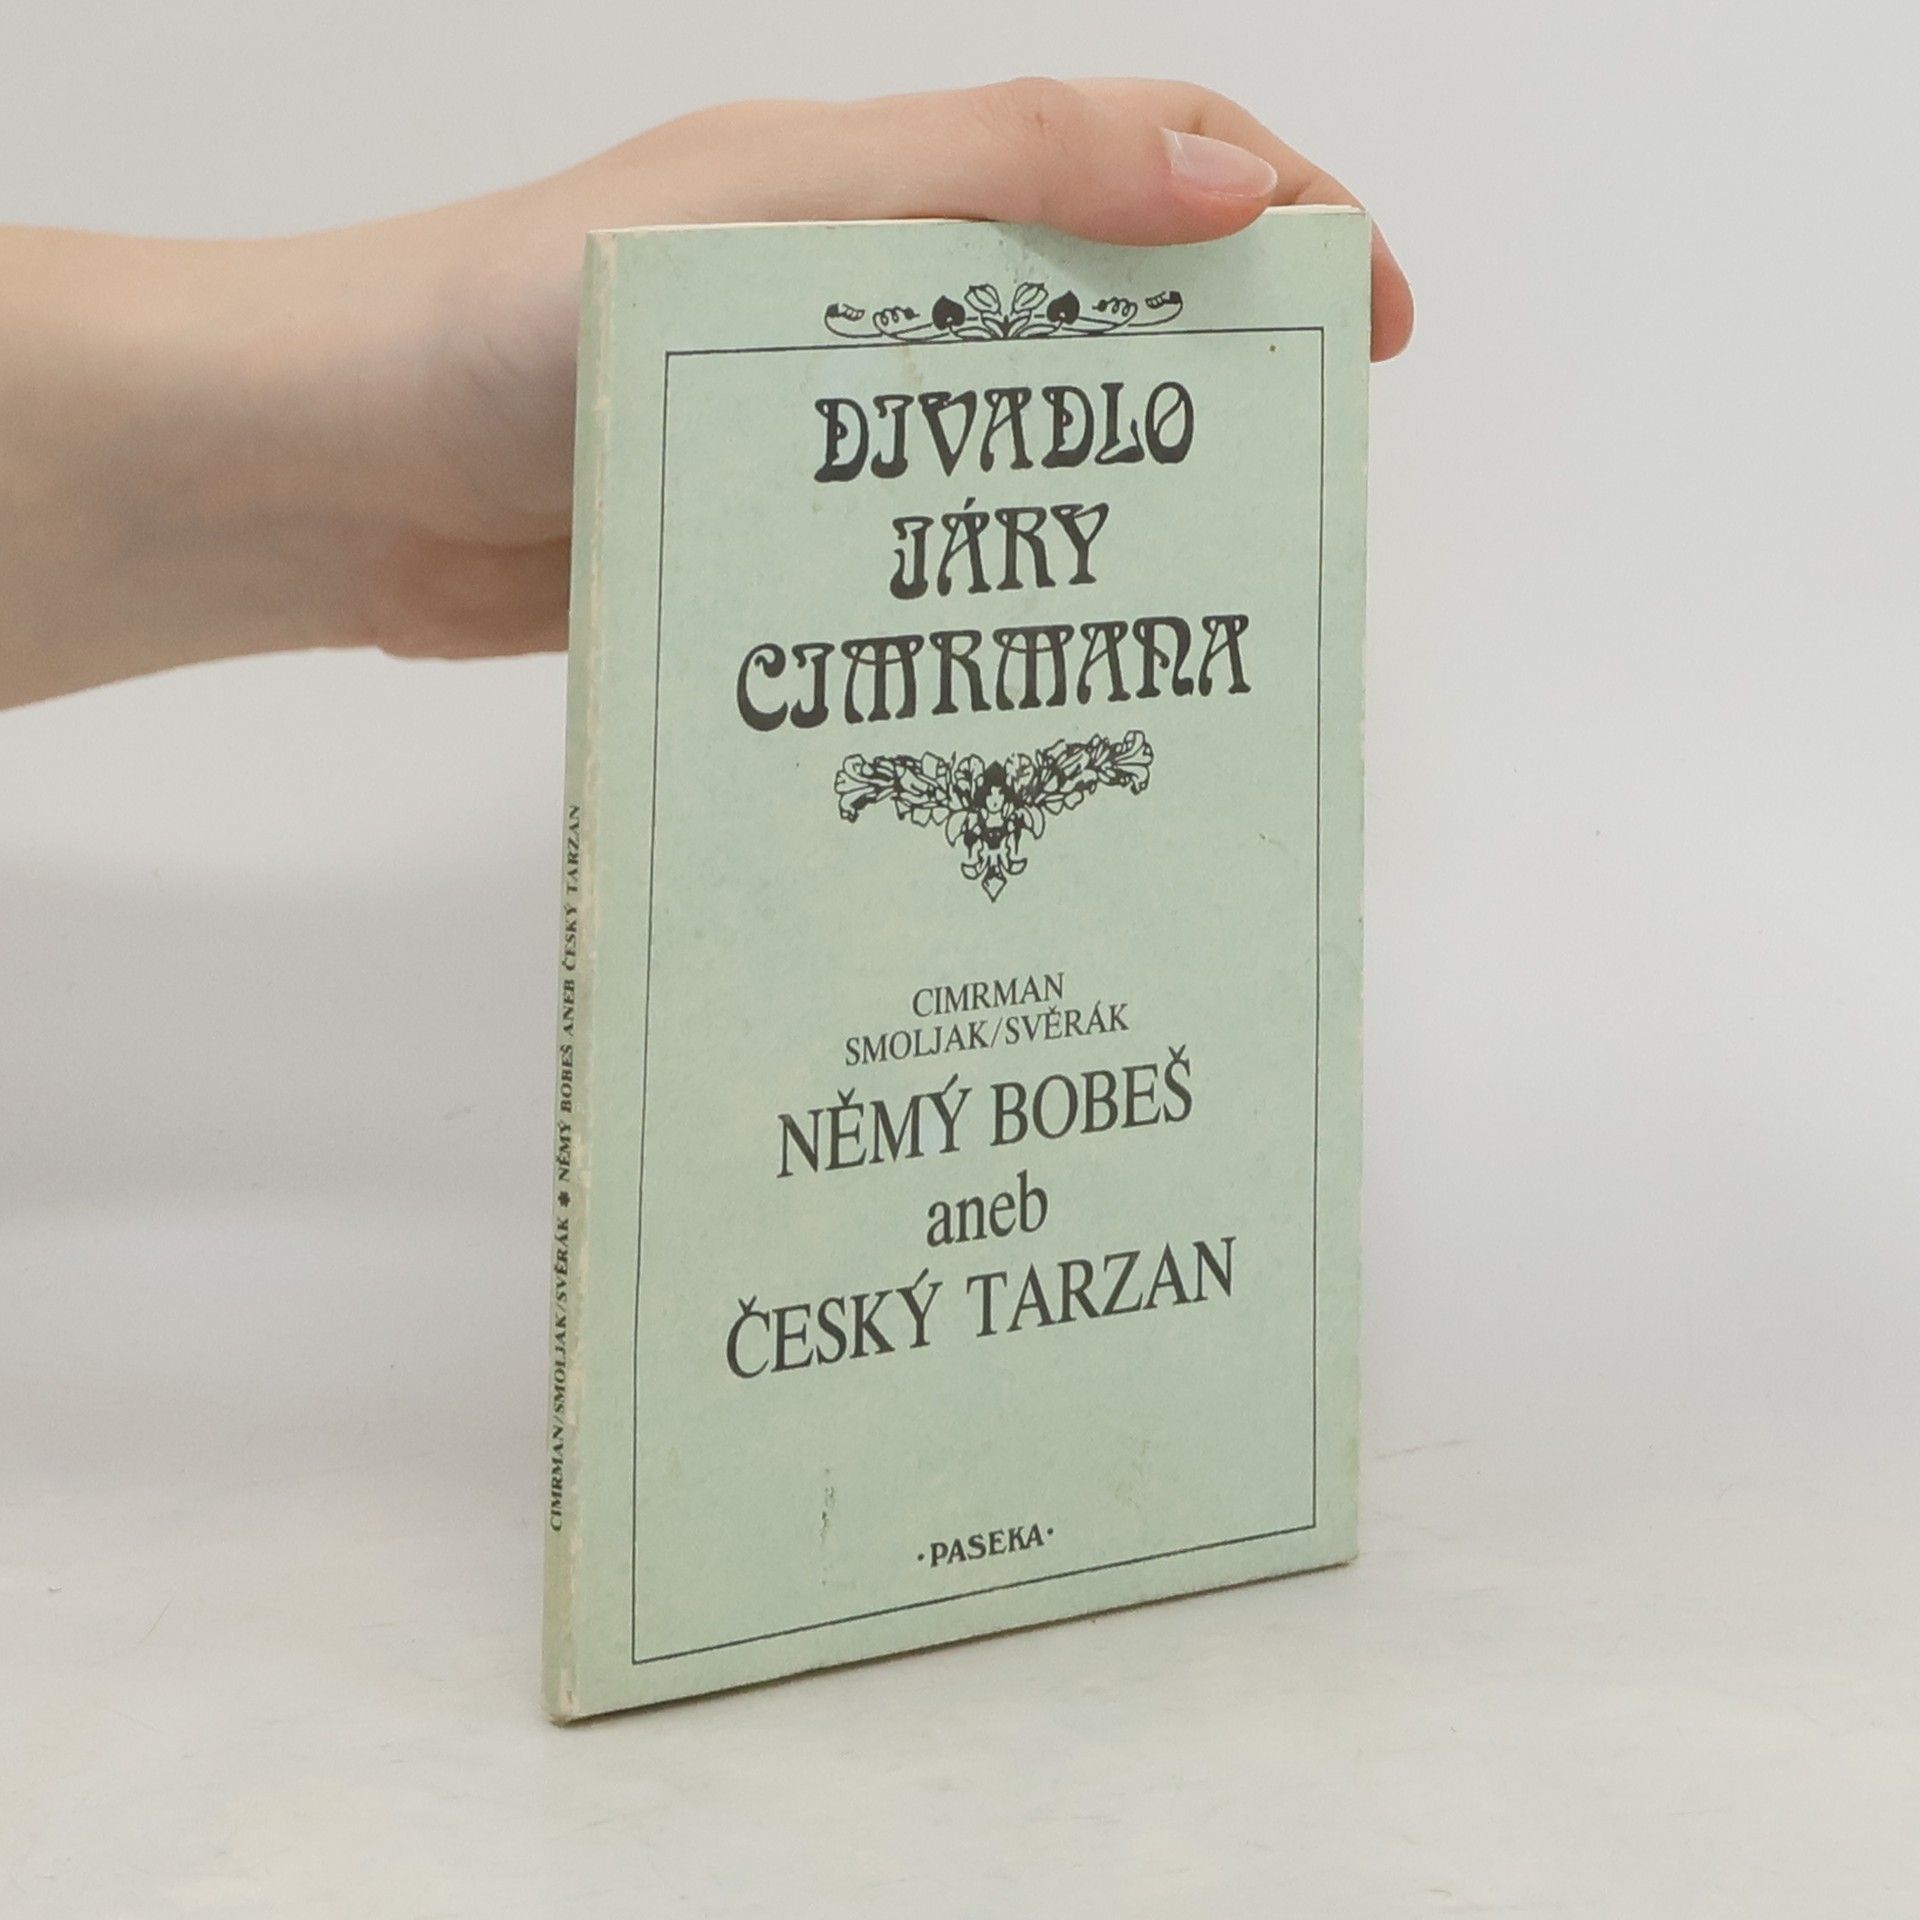 DIVADLO
JÁRY
CIMRMANA
CIMRMAN
SMOLJAK/SVĚRÁK
NĚMÝ BOBEŠ
aneb
ČESKÝ TARZAN
·PASEKA·
CIMRMAN/SMOLJAK/SVĚRÁK * NĚMÝ BOBEŠ ANEB ČESKÝ TARZAN